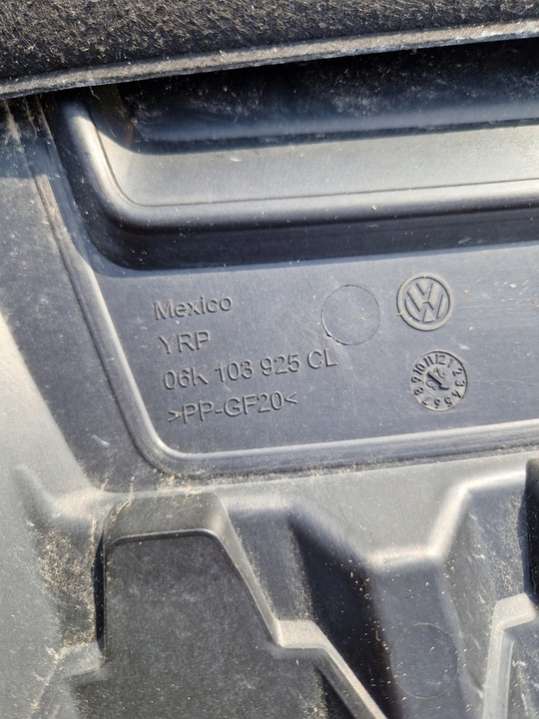 Mexico
YRP
06K 103 925 CL
>PP-GF20<